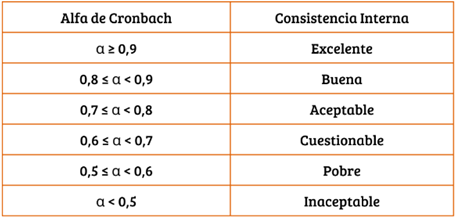 Alfa de Cronbach Consistencia Interna
α ≥ 0,9 Excelente
0,8 ≤ α < 0,9 Buena
0,7 ≤ α < 0,8 Aceptable
0,6 ≤ α < 0,7 Cuestionable
0,5 ≤ α < 0,6 Pobre
α < 0,5 Inaceptable